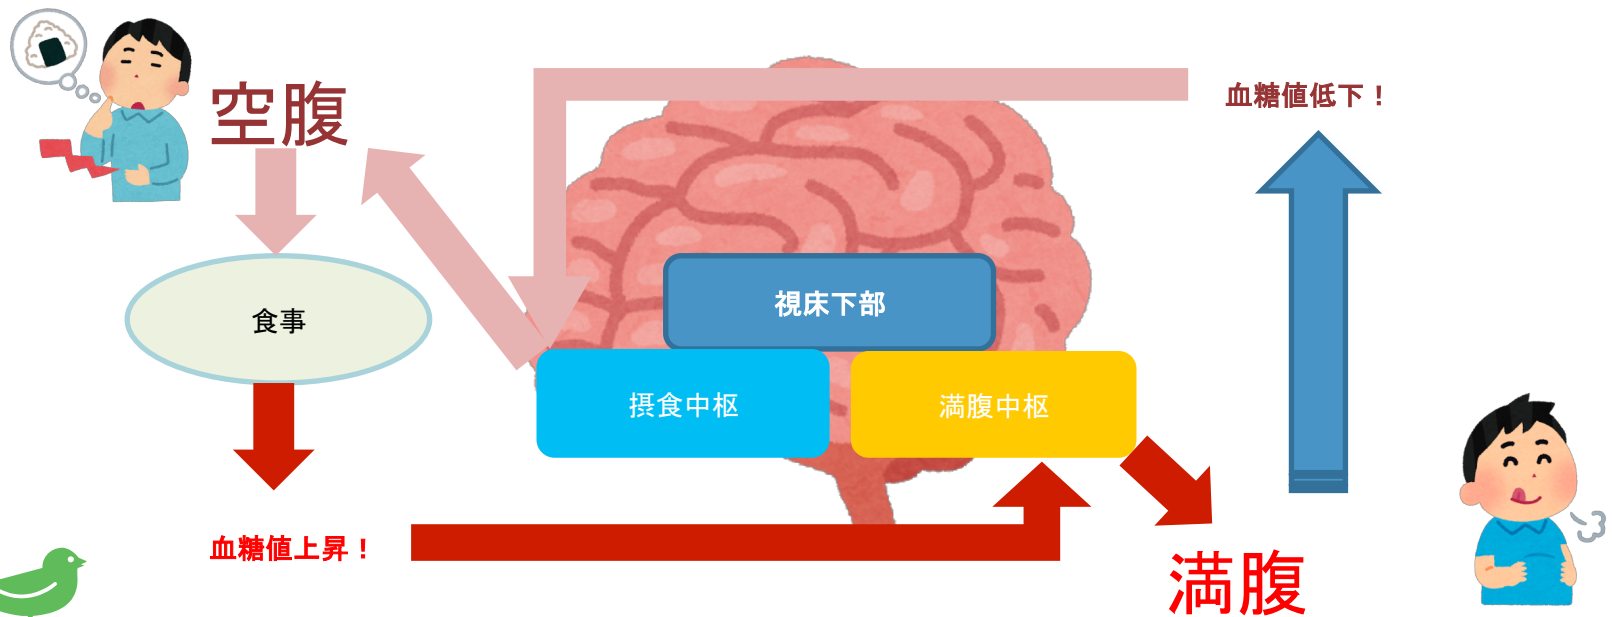 空腹
血糖値低下！
視床下部
食事
摂食中枢
満腹中枢
血糖値上昇！
満腹